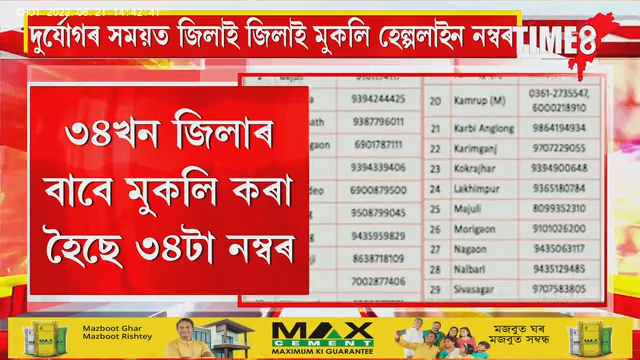 CH01 2022.06.21 14:42:41
দুৰ্যোগৰ সময়ত জিলাই জিলাই মুকলি হেল্পলাইন নম্বৰ
TIME8
৩৪খন জিলাৰ
বাবে মুকলি কৰা
হৈছে ৩৪টা নম্বৰ
9394244425
9387796011
6901787111
9394339406
6900879500
9508799045
9435959829
8638718109
7002877406
20 Kamrup (M) 0361-2735547,
6000218910
21 Karbi Anglong 9864194934
22 Karimganj 9707229055
23 Kokrajhar 9394900648
24 Lakhimpur 9365180784
25 Majuli 8099352310
26 Morigaon 9101026200
27 Nagaon 9435063117
28 Nalbari 9435129485
29 Sivasagar 9707583805
Mazboot Ghar
Mazboot Rishtey
MAX
CEMENT
MAXIMUM KI GUARANTEE
মজবুত ঘৰ
মজবুত সম্বন্ধ